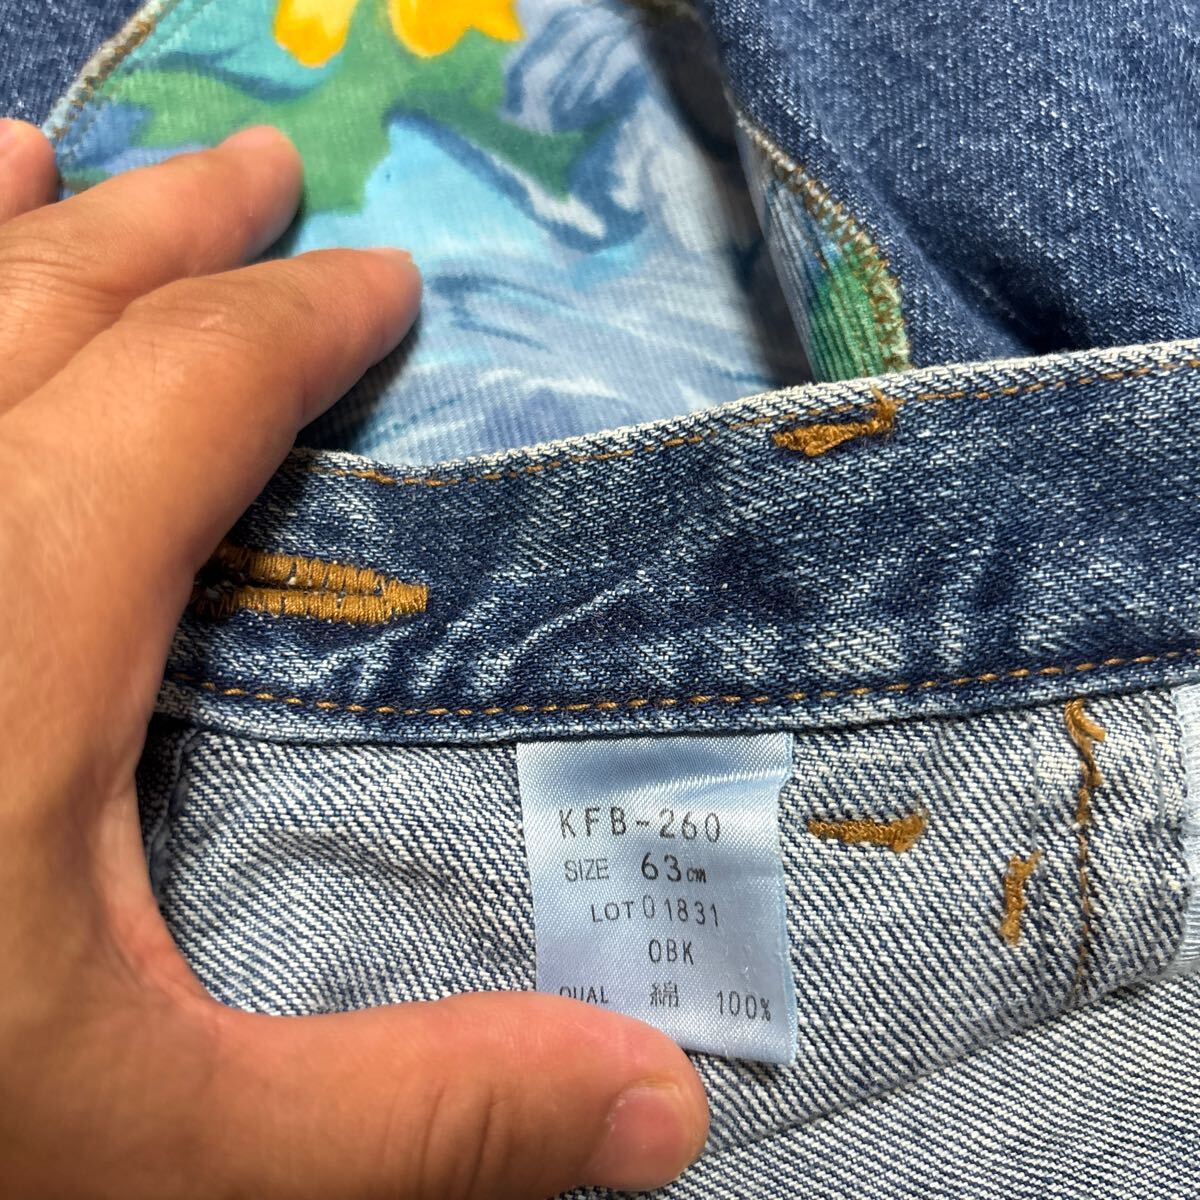 KFB-260
SIZE 63cm
LOT 01831
OBK
QUAL 綿 100%